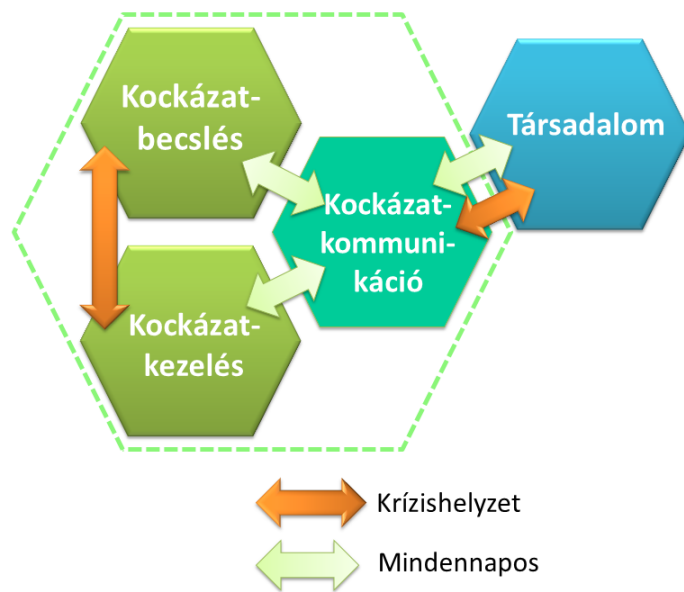 Kockázat-
becslés
Társadalom
Kockázat-
kommuni-
káció
Kockázat-
kezelés
Krízishelyzet
Mindennapos